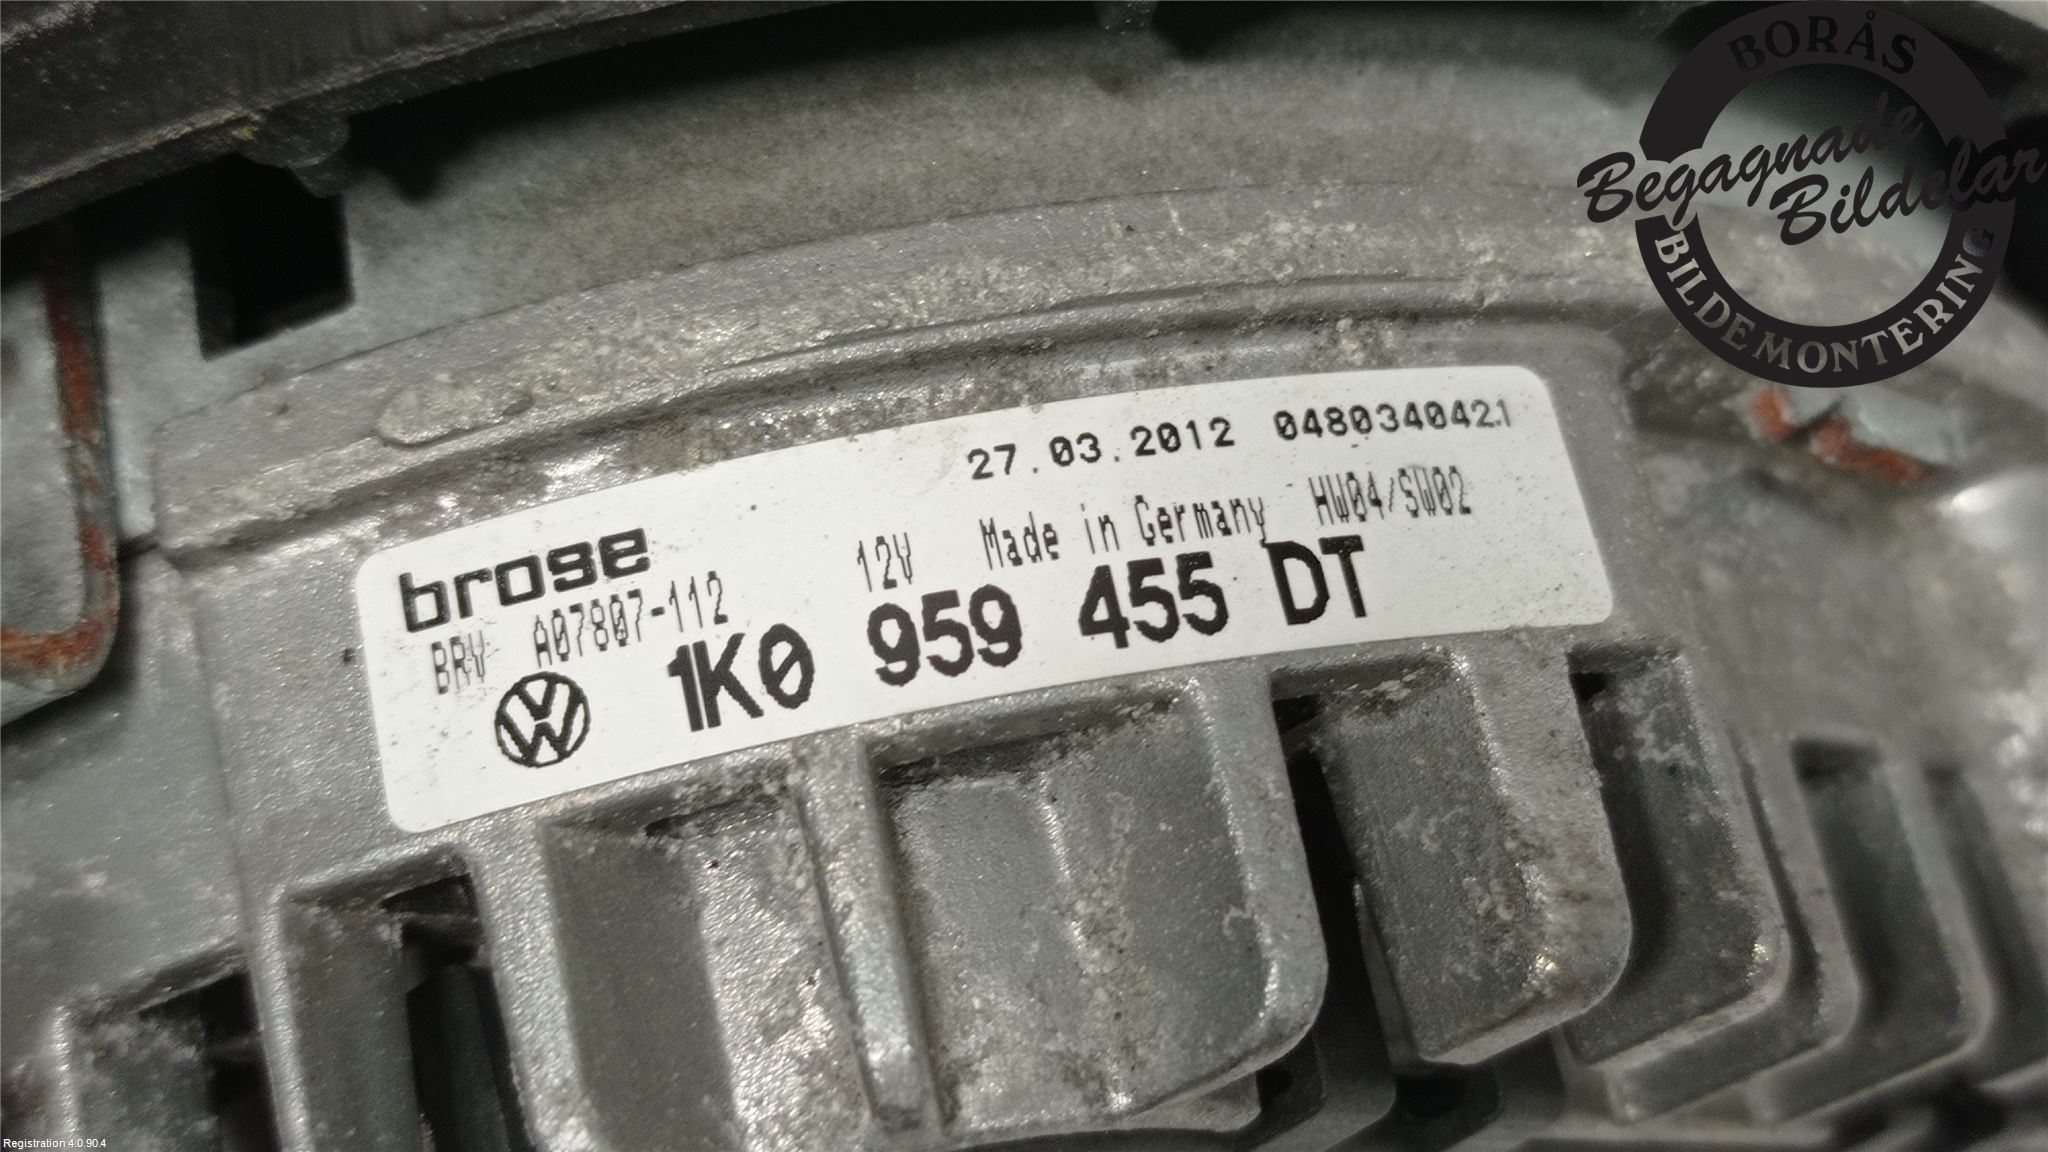 BORÅS
Begagnade
Bildelar
BILDEMONTERING
27.03.2012 0480340421
brose 12V Made in Germany HW04/SW02
BRV A07807-112
1K0 959 455 DT
Registration 4.0.90.4